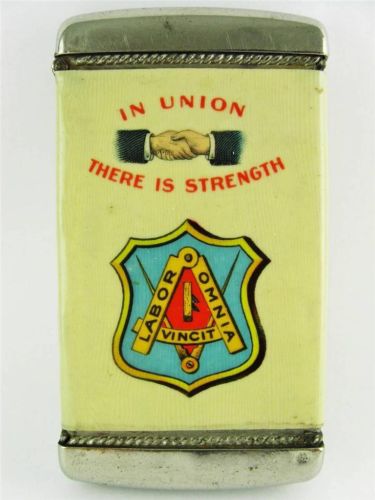 IN UNION
THERE IS STRENGTH
LABOR OMNIA
VINCIT